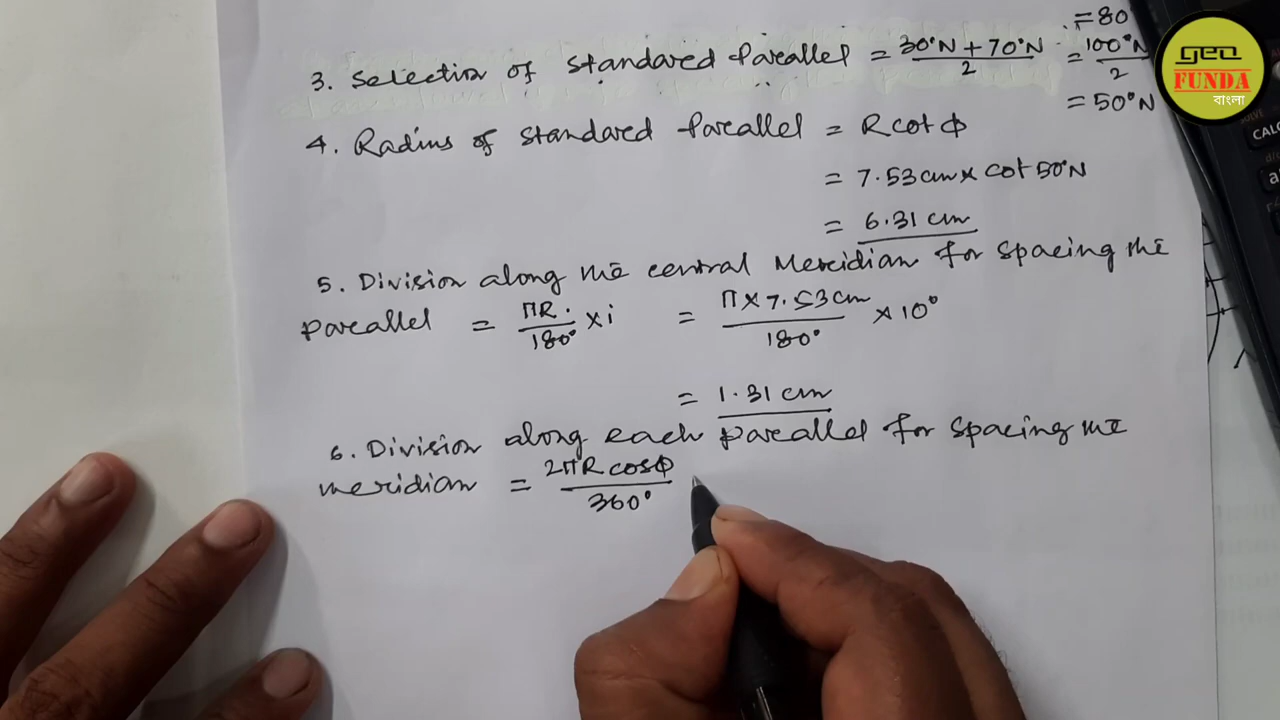 ∴ = 80
3. Selection of standared Parallel = 30°N + 70°N / 2 = 100°N / 2
= 50°N
4. Radius of Standared Parallel = R cot Φ
= 7.53 cm × cot 50°N
= 6.31 cm
5. Division along the central Meridian for spacing the
parallel = πR / 180° × i = π × 7.53 cm / 180° × 10°
= 1.31 cm
6. Division along each parallel for spacing the
meridian = 2πR cosΦ / 360°
geo
FUNDA
বাংলা
CALC